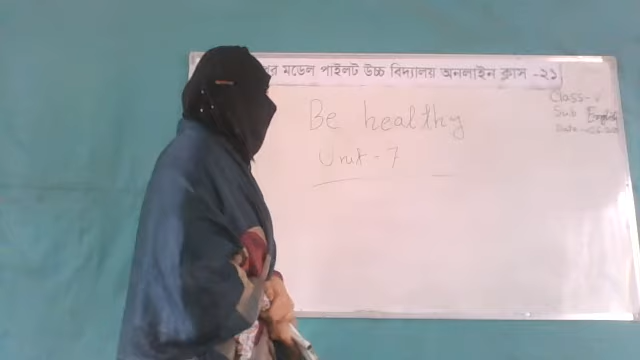 মডেল পাইলট উচ্চ বিদ্যালয় অনলাইন ক্লাস -২১
Class-
Sub English
Date-
Be healthy
Unit-7